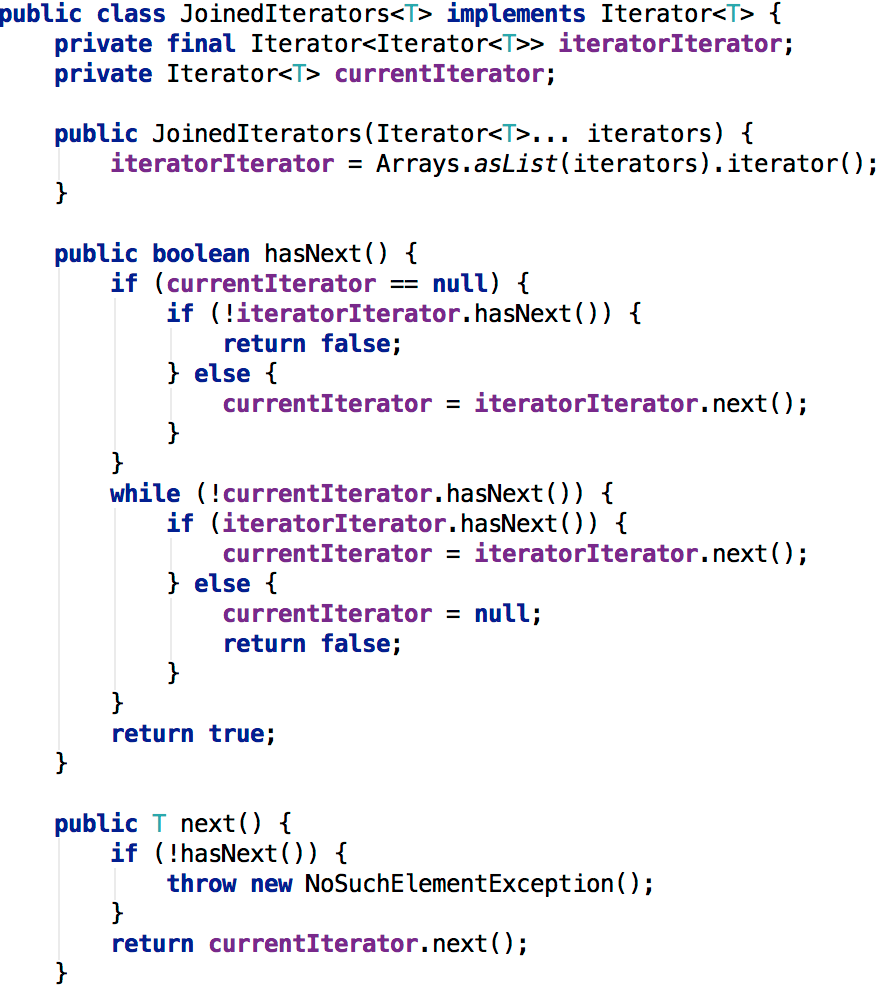 public class JoinedIterators<T> implements Iterator<T> {
    private final Iterator<Iterator<T>> iteratorIterator;
    private Iterator<T> currentIterator;

    public JoinedIterators(Iterator<T>... iterators) {
        iteratorIterator = Arrays.asList(iterators).iterator();
    }

    public boolean hasNext() {
        if (currentIterator == null) {
            if (!iteratorIterator.hasNext()) {
                return false;
            } else {
                currentIterator = iteratorIterator.next();
            }
        }
        while (!currentIterator.hasNext()) {
            if (iteratorIterator.hasNext()) {
                currentIterator = iteratorIterator.next();
            } else {
                currentIterator = null;
                return false;
            }
        }
        return true;
    }

    public T next() {
        if (!hasNext()) {
            throw new NoSuchElementException();
        }
        return currentIterator.next();
    }